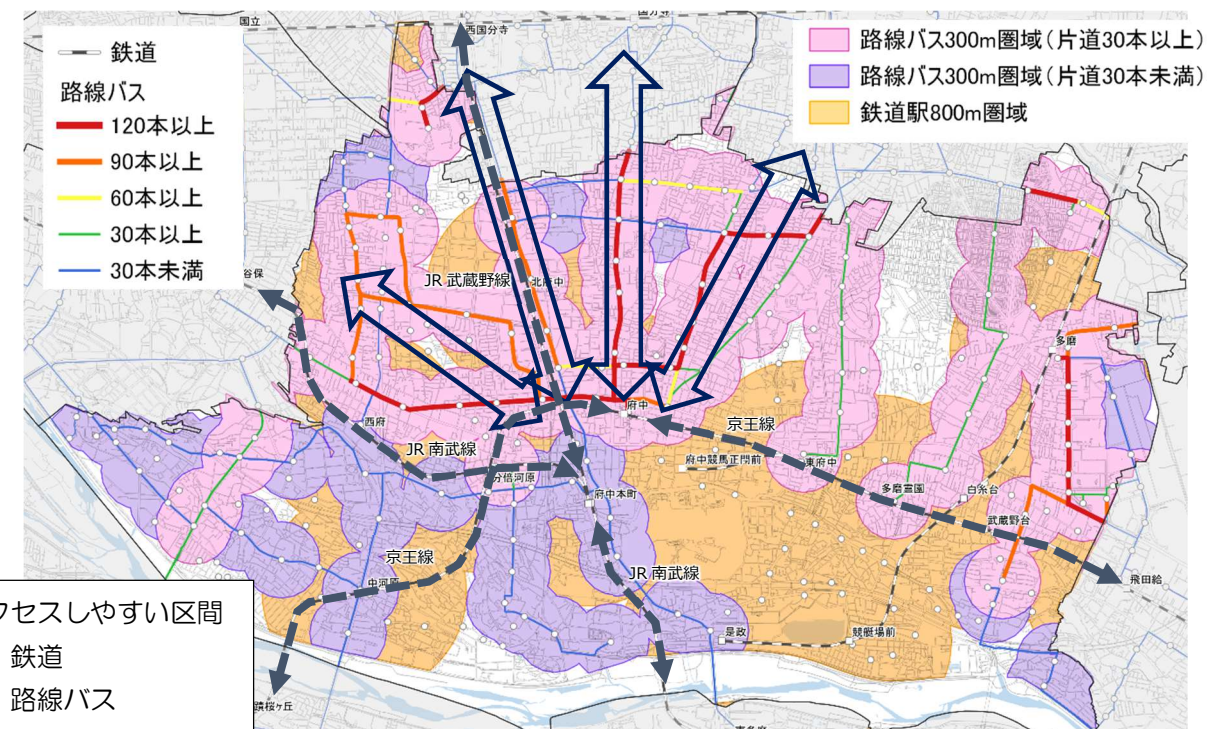 鉄道
路線バス
120本以上
90本以上
60本以上
30本以上
30本未満
路線バス300m圏域(片道30本以上)
路線バス300m圏域(片道30本未満)
鉄道駅800m圏域
国立
西国分寺
国分寺
谷保
JR 武蔵野線
北府中
多磨
西府
府中
京王線
JR 南武線
府中競馬正門前
東府中
分倍河原
多磨霊園
白糸台
府中本町
武蔵野台
京王線
中河原
JR 南武線
飛田給
是政
競艇場前
クセスしやすい区間
鉄道
路線バス
蹟桜ヶ丘